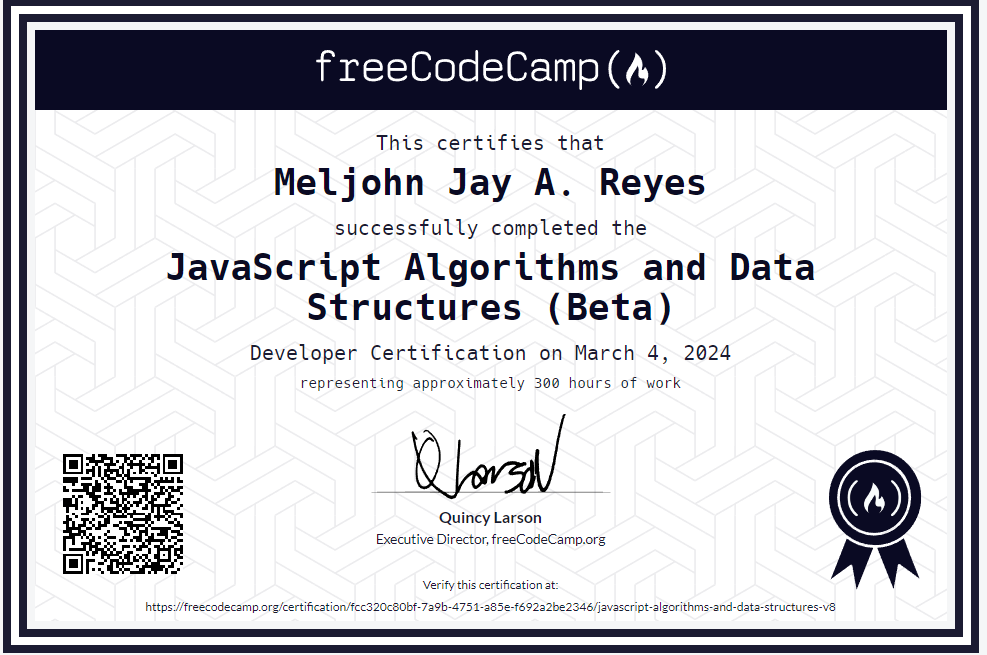 freeCodeCamp
This certifies that
Meljohn Jay A. Reyes
successfully completed the
JavaScript Algorithms and Data
Structures (Beta)
Developer Certification on March 4, 2024
representing approximately 300 hours of work
QLarson
Quincy Larson
Executive Director, freeCodeCamp.org
Verify this certification at:
https://freecodecamp.org/certification/fcc320c80bf-7a9b-4751-a85e-f692a2be2346/javascript-algorithms-and-data-structures-v8